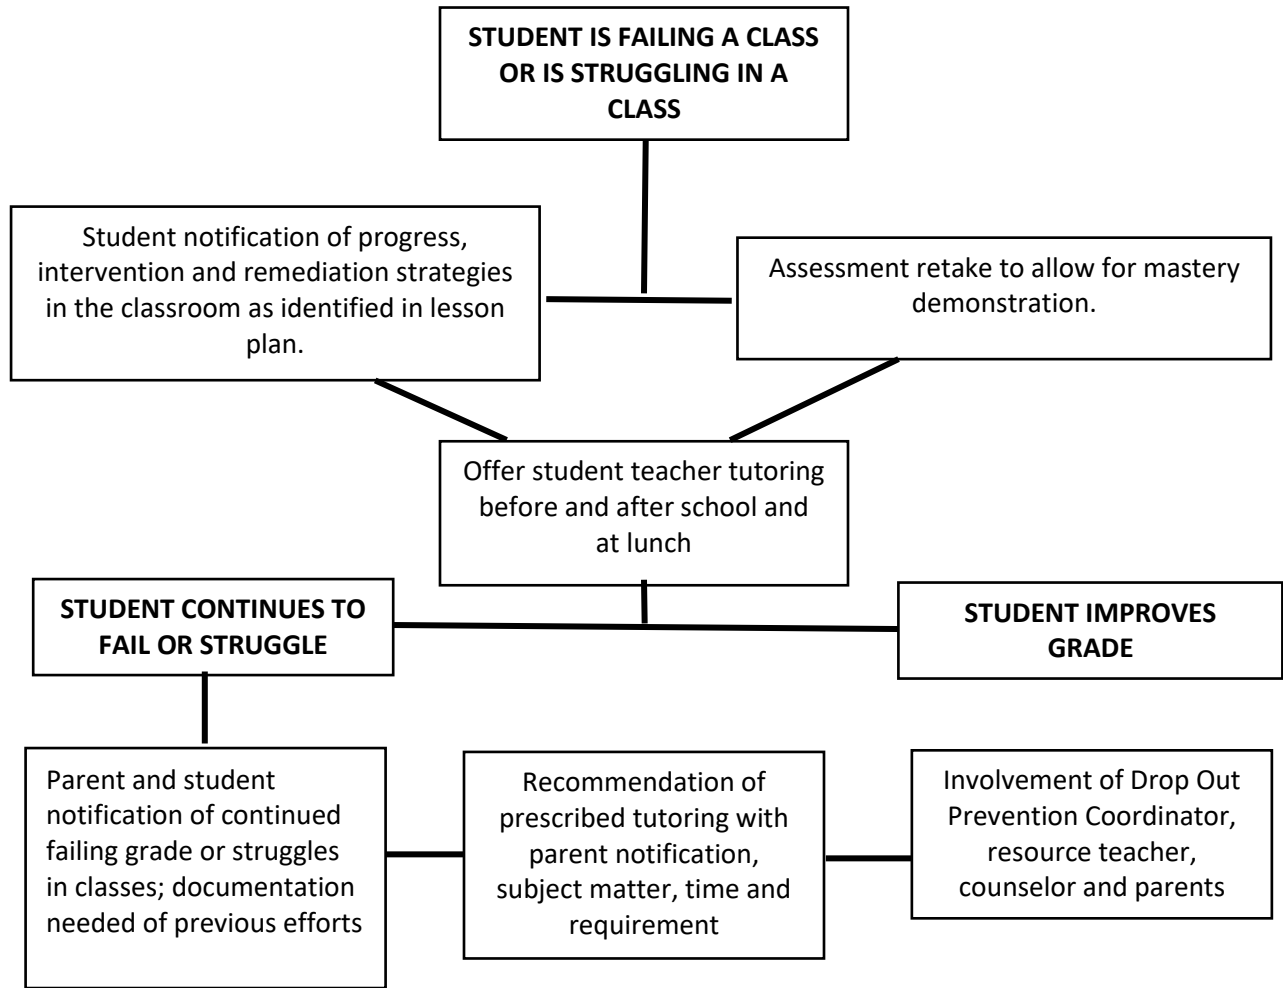 STUDENT IS FAILING A CLASS
OR IS STRUGGLING IN A
CLASS
Student notification of progress,
intervention and remediation strategies
in the classroom as identified in lesson
plan.
Assessment retake to allow for mastery
demonstration.
Offer student teacher tutoring
before and after school and
at lunch
STUDENT CONTINUES TO
FAIL OR STRUGGLE
STUDENT IMPROVES
GRADE
Parent and student
notification of continued
failing grade or struggles
in classes; documentation
needed of previous efforts
Recommendation of
prescribed tutoring with
parent notification,
subject matter, time and
requirement
Involvement of Drop Out
Prevention Coordinator,
resource teacher,
counselor and parents